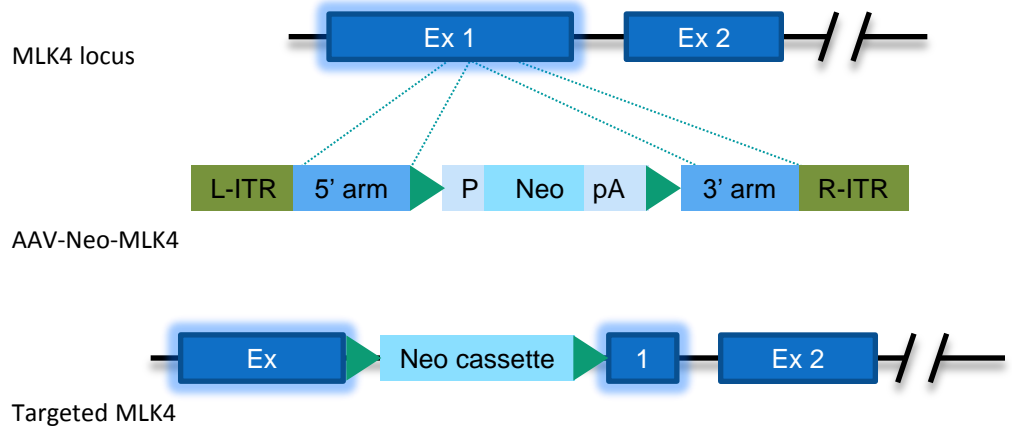 Ex 1 Ex 2
MLK4 locus
L-ITR 5’ arm P Neo pA 3’ arm R-ITR
AAV-Neo-MLK4
Ex Neo cassette 1 Ex 2
Targeted MLK4